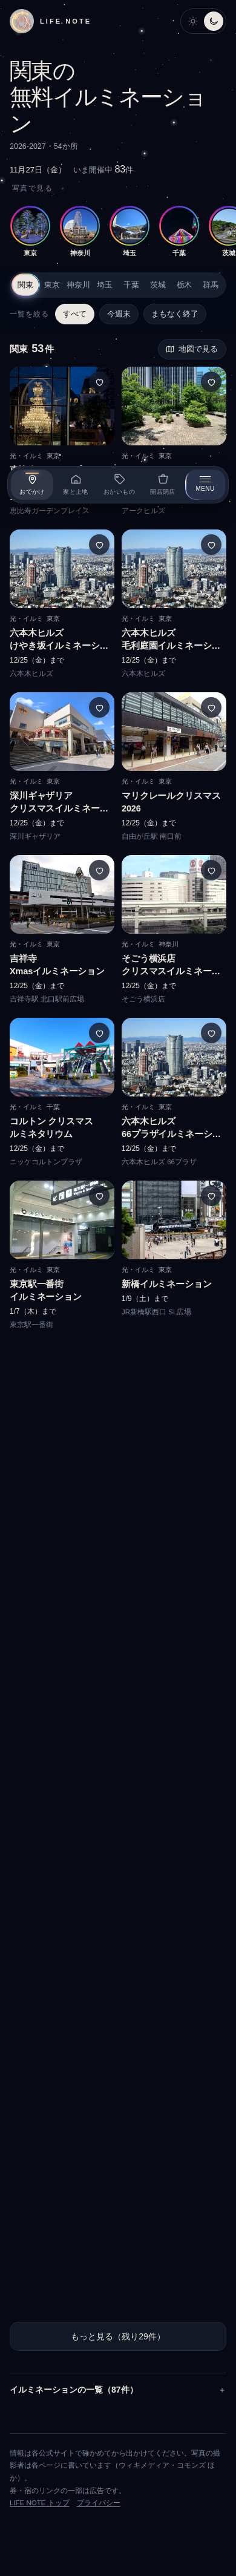 LIFE.NOTE
関東の
無料イルミネーショ
ン
2026-2027・54か所
11月27日（金） いま開催中 83件
写真で見る
東京 神奈川 埼玉 千葉 茨城
関東 東京 神奈川 埼玉 千葉 茨城 栃木 群馬
一覧を絞る すべて 今週末 まもなく終了
関東 53件 地図で見る
光・イルミ 東京
光・イルミ 東京
おでかけ 家と土地 おかいもの 開店閉店 MENU
恵比寿ガーデンプレイス
アークヒルズ
光・イルミ 東京
六本木ヒルズ
けやき坂イルミネーシ…
12/25（金）まで
六本木ヒルズ
光・イルミ 東京
六本木ヒルズ
毛利庭園イルミネーシ…
12/25（金）まで
六本木ヒルズ
光・イルミ 東京
深川ギャザリア
クリスマスイルミネー…
12/25（金）まで
深川ギャザリア
光・イルミ 東京
マリクレールクリスマス
2026
12/25（金）まで
自由が丘駅 南口前
光・イルミ 東京
吉祥寺
Xmasイルミネーション
12/25（金）まで
吉祥寺駅 北口駅前広場
光・イルミ 神奈川
そごう横浜店
クリスマスイルミネー…
12/25（金）まで
そごう横浜店
光・イルミ 千葉
コルトン クリスマス
ルミネタリウム
12/25（金）まで
ニッケコルトンプラザ
光・イルミ 東京
六本木ヒルズ
66プラザイルミネーシ…
12/25（金）まで
六本木ヒルズ 66プラザ
光・イルミ 東京
東京駅一番街
イルミネーション
1/7（木）まで
東京駅一番街
光・イルミ 東京
新橋イルミネーション
1/9（土）まで
JR新橋駅西口 SL広場
もっと見る（残り29件）
イルミネーションの一覧（87件） +
情報は各公式サイトで確かめてから出かけてください。写真の撮
影者は各ページに書いています（ウィキメディア・コモンズ ほ
か）。
券・宿のリンクの一部は広告です。
LIFE NOTE トップ プライバシー